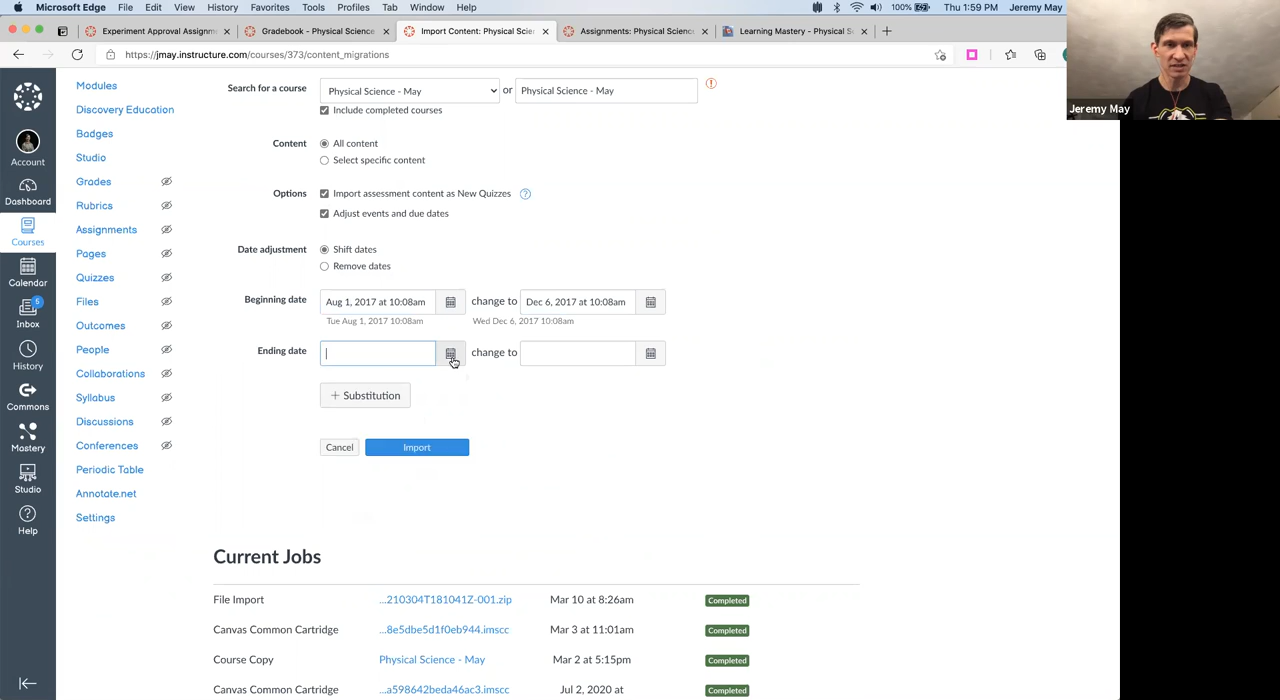 Microsoft Edge File Edit View History Favorites Tools Profiles Tab Window Help 100% Thu 1:59 PM Jeremy May
Experiment Approval Assignm Gradebook - Physical Science Import Content: Physical Scien Assignments: Physical Science Learning Mastery - Physical S
https://jmay.instructure.com/courses/373/content_migrations
Jeremy May
Account
Dashboard
Courses
Calendar
5
Inbox
History
Commons
Mastery
Studio
Help
Modules
Discovery Education
Badges
Studio
Grades
Rubrics
Assignments
Pages
Quizzes
Files
Outcomes
People
Collaborations
Syllabus
Discussions
Conferences
Periodic Table
Annotate.net
Settings
Search for a course Physical Science - May or Physical Science - May
Include completed courses
Content All content
Select specific content
Options Import assessment content as New Quizzes ?
Adjust events and due dates
Date adjustment Shift dates
Remove dates
Beginning date Aug 1, 2017 at 10:08am change to Dec 6, 2017 at 10:08am
Tue Aug 1, 2017 10:08am Wed Dec 6, 2017 10:08am
Ending date change to
+ Substitution
Cancel Import
Current Jobs
File Import ...210304T181041Z-001.zip Mar 10 at 8:26am Completed
Canvas Common Cartridge ...8e5dbe5d1f0eb944.imscc Mar 3 at 11:01am Completed
Course Copy Physical Science - May Mar 2 at 5:15pm Completed
Canvas Common Cartridge ...a598642beda46ac3.imscc Jul 2, 2020 at Completed